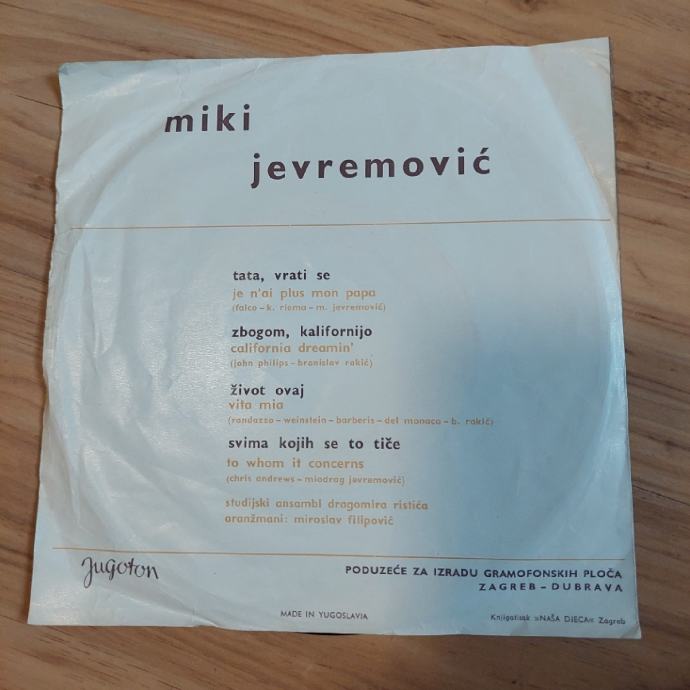 miki
jevremović
tata, vrati se
je n'ai plus mon papa
(falco – k. riema – m. jevremović)
zbogom, kalifornijo
california dreamin'
(john philips – branislav rakić)
život ovaj
vita mia
(randazzo – weinstein – barberis – del monaco – b. rakić)
svima kojih se to tiče
to whom it concerns
(chris andrews – miodrag jevremović)
studijski ansambl dragomira ristića
aranžmani: miroslav filipović
Jugoton
PODUZEĆE ZA IZRADU GRAMOFONSKIH PLOČA
ZAGREB – DUBRAVA
MADE IN YUGOSLAVIA
Knjigotisak »NAŠA DJECA« Zagreb